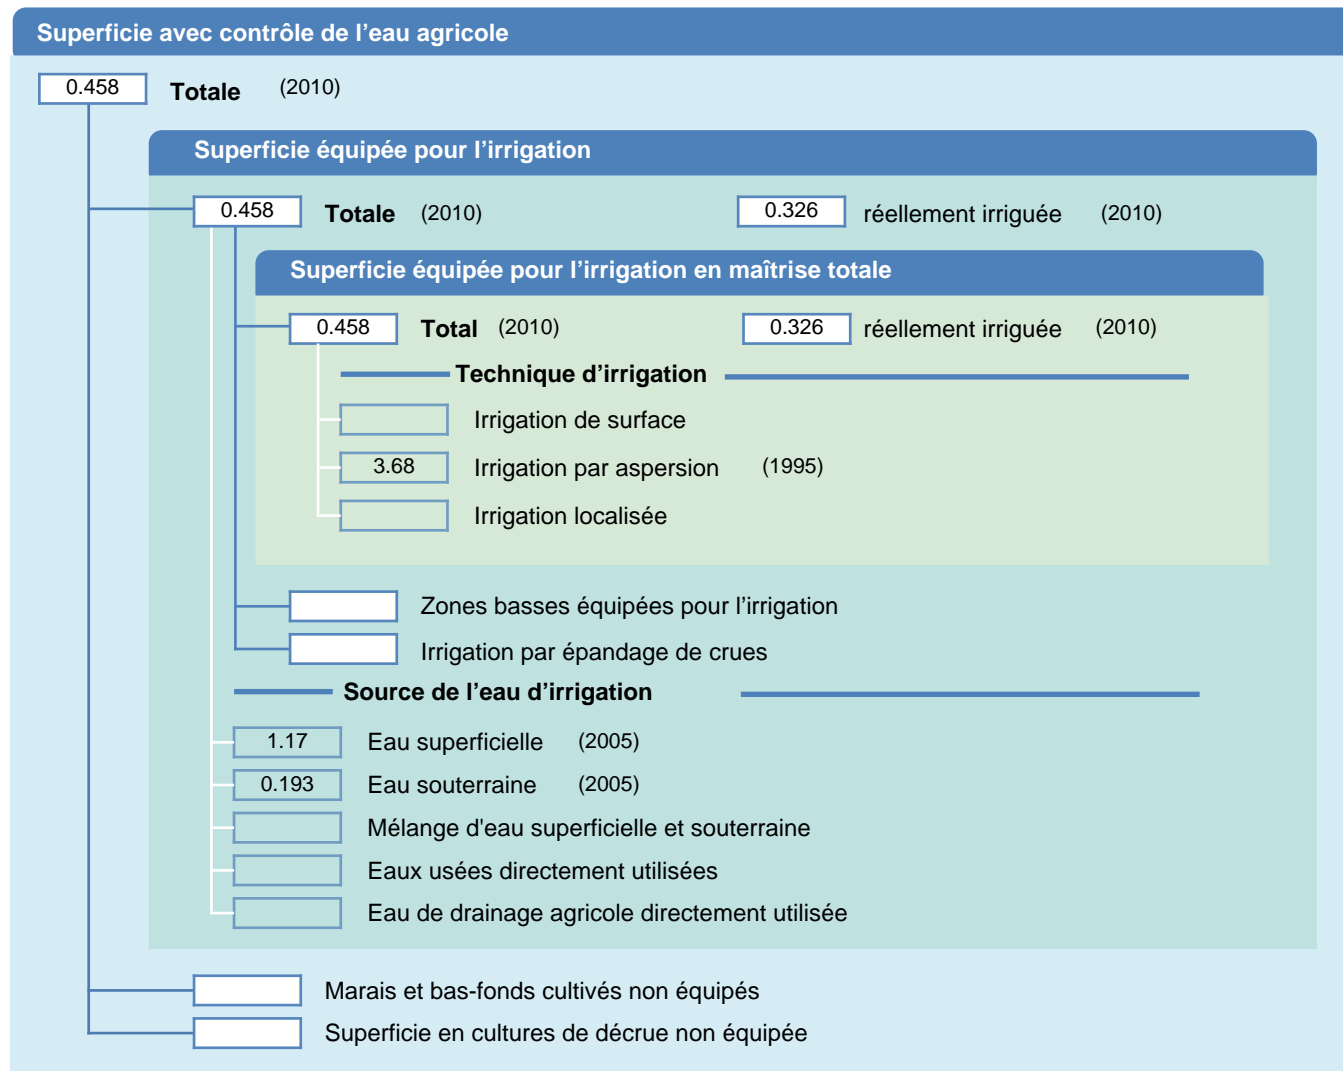 Superficie avec contrôle de l'eau agricole
0.458 Totale (2010)
Superficie équipée pour l'irrigation
0.458 Totale (2010) 0.326 réellement irriguée (2010)
Superficie équipée pour l'irrigation en maîtrise totale
0.458 Total (2010) 0.326 réellement irriguée (2010)
Technique d'irrigation
Irrigation de surface
3.68 Irrigation par aspersion (1995)
Irrigation localisée
Zones basses équipées pour l'irrigation
Irrigation par épandage de crues
Source de l'eau d'irrigation
1.17 Eau superficielle (2005)
0.193 Eau souterraine (2005)
Mélange d'eau superficielle et souterraine
Eaux usées directement utilisées
Eau de drainage agricole directement utilisée
Marais et bas-fonds cultivés non équipés
Superficie en cultures de décrue non équipée